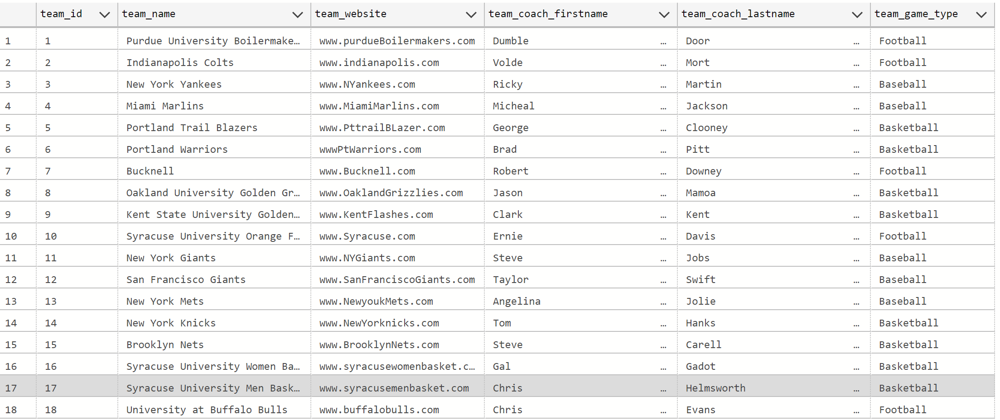 team_id team_name team_website team_coach_firstname team_coach_lastname team_game_type
1 1 Purdue University Boilermake… www.purdueBoilermakers.com Dumble … Door … Football
2 2 Indianapolis Colts www.indianapolis.com Volde … Mort … Football
3 3 New York Yankees www.NYankees.com Ricky … Martin … Baseball
4 4 Miami Marlins www.MiamiMarlins.com Micheal … Jackson … Baseball
5 5 Portland Trail Blazers www.PttrailBLazer.com George … Clooney … Basketball
6 6 Portland Warriors wwwPtWarriors.com Brad … Pitt … Basketball
7 7 Bucknell www.Bucknell.com Robert … Downey … Football
8 8 Oakland University Golden Gr… www.OaklandGrizzlies.com Jason … Mamoa … Basketball
9 9 Kent State University Golden… www.KentFlashes.com Clark … Kent … Basketball
10 10 Syracuse University Orange F… www.Syracuse.com Ernie … Davis … Football
11 11 New York Giants www.NYGiants.com Steve … Jobs … Baseball
12 12 San Francisco Giants www.SanFranciscoGiants.com Taylor … Swift … Baseball
13 13 New York Mets www.NewyoukMets.com Angelina … Jolie … Baseball
14 14 New York Knicks www.NewYorknicks.com Tom … Hanks … Basketball
15 15 Brooklyn Nets www.BrooklynNets.com Steve … Carell … Basketball
16 16 Syracuse University Women Ba… www.syracusewomenbasket.c… Gal … Gadot … Basketball
17 17 Syracuse University Men Bask… www.syracusemenbasket.com Chris … Helmsworth … Basketball
18 18 University at Buffalo Bulls www.buffalobulls.com Chris … Evans … Football